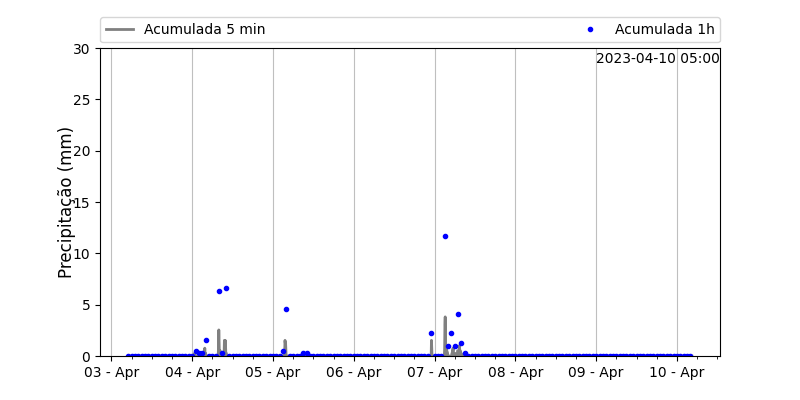 Acumulada 5 min
Acumulada 1h
2023-04-10 05:00
Precipitação (mm)
30
25
20
15
10
5
0
03 - Apr
04 - Apr
05 - Apr
06 - Apr
07 - Apr
08 - Apr
09 - Apr
10 - Apr